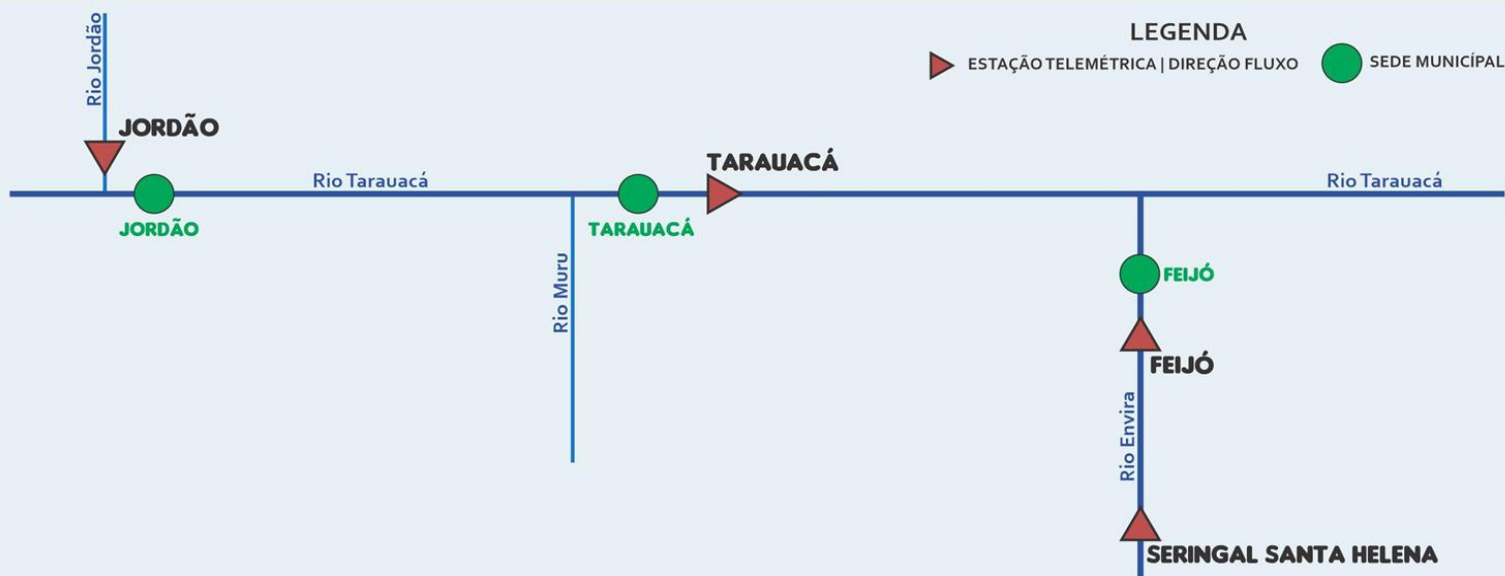 LEGENDA
ESTAÇÃO TELEMÉTRICA | DIREÇÃO FLUXO
SEDE MUNICÍPAL
Rio Jordão
JORDÃO
JORDÃO
Rio Tarauacá
TARAUACÁ
TARAUACÁ
Rio Tarauacá
Rio Muru
FEIJÓ
FEIJÓ
Rio Envira
SERINGAL SANTA HELENA